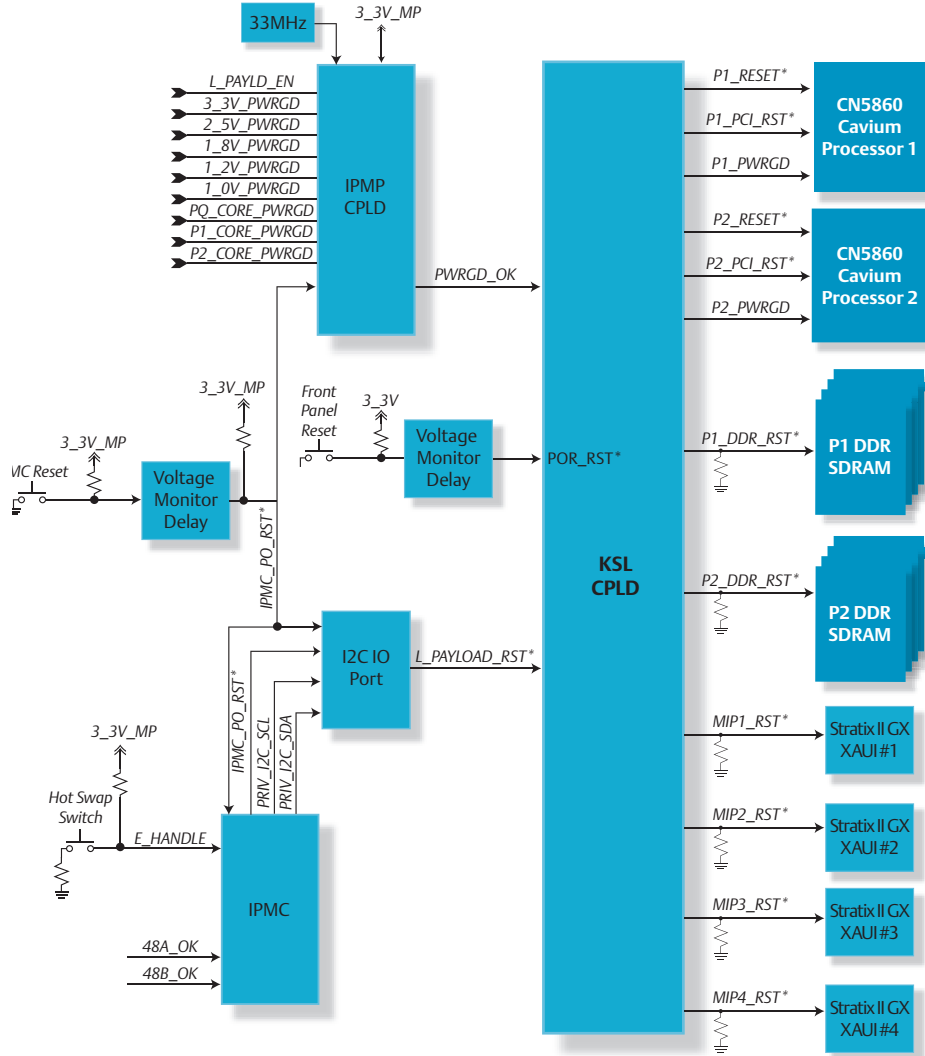 33MHz
3_3V_MP
L_PAYLD_EN
3_3V_PWRGD
2_5V_PWRGD
1_8V_PWRGD
1_2V_PWRGD
1_0V_PWRGD
PQ_CORE_PWRGD
P1_CORE_PWRGD
P2_CORE_PWRGD
IPMP
CPLD
PWRGD_OK
P1_RESET*
P1_PCI_RST*
P1_PWRGD
CN5860
Cavium
Processor 1
P2_RESET*
P2_PCI_RST*
P2_PWRGD
CN5860
Cavium
Processor 2
3_3V_MP
Front
Panel
Reset
3_3V
3_3V_MP
MC Reset
Voltage
Monitor
Delay
Voltage
Monitor
Delay
POR_RST*
P1_DDR_RST*
P1 DDR
SDRAM
IPMC_PO_RST*
KSL
CPLD
P2_DDR_RST*
P2 DDR
SDRAM
I2C IO
Port
L_PAYLOAD_RST*
IPMC_PO_RST*
PRIV_I2C_SCL
PRIV_I2C_SDA
3_3V_MP
Hot Swap
Switch
E_HANDLE
IPMC
48A_OK
48B_OK
MIP1_RST*
Stratix II GX
XAUI #1
MIP2_RST*
Stratix II GX
XAUI #2
MIP3_RST*
Stratix II GX
XAUI #3
MIP4_RST*
Stratix II GX
XAUI #4